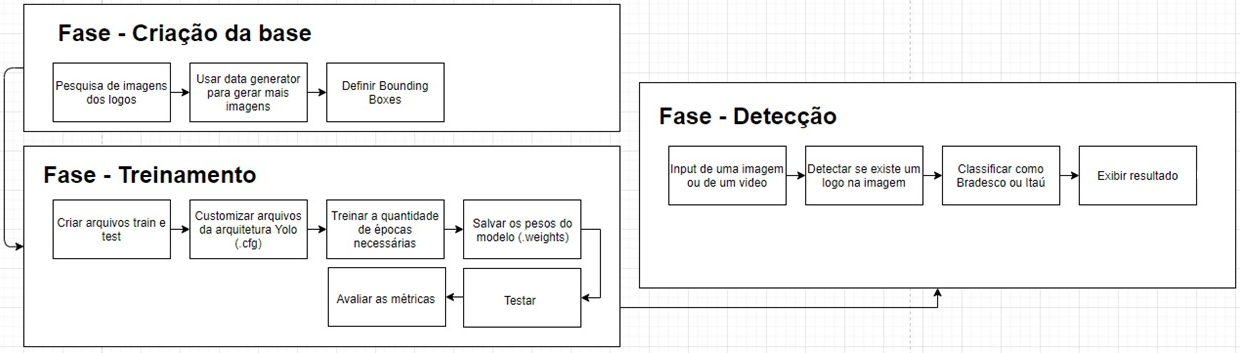 Fase - Criação da base
Pesquisa de imagens
dos logos
Usar data generator
para gerar mais
imagens
Definir Bounding
Boxes
Fase - Treinamento
Criar arquivos train e
test
Customizar arquivos
da arquitetura Yolo
(.cfg)
Treinar a quantidade
de épocas
necessárias
Salvar os pesos do
modelo (.weights)
Testar
Avaliar as métricas
Fase - Detecção
Input de uma imagem
ou de um video
Detectar se existe um
logo na imagem
Classificar como
Bradesco ou Itaú
Exibir resultado